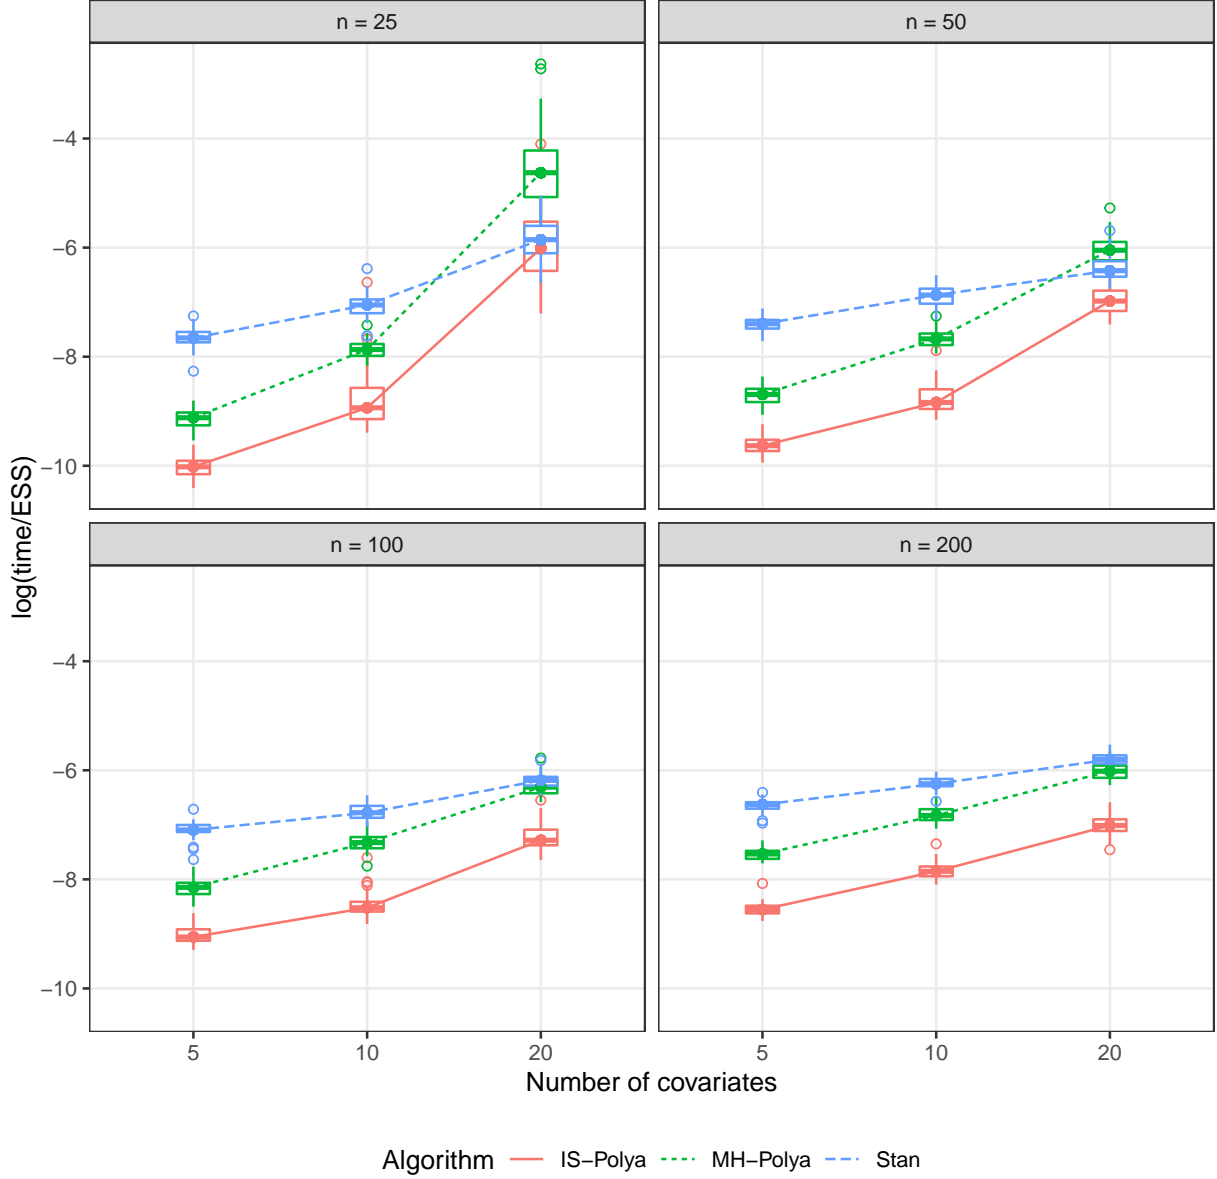 n = 25
n = 50
−4
−6
−8
−10
log(time/ESS)
n = 100
n = 200
−4
−6
−8
−10
5
10
20
5
10
20
Number of covariates
Algorithm IS−Polya MH−Polya Stan